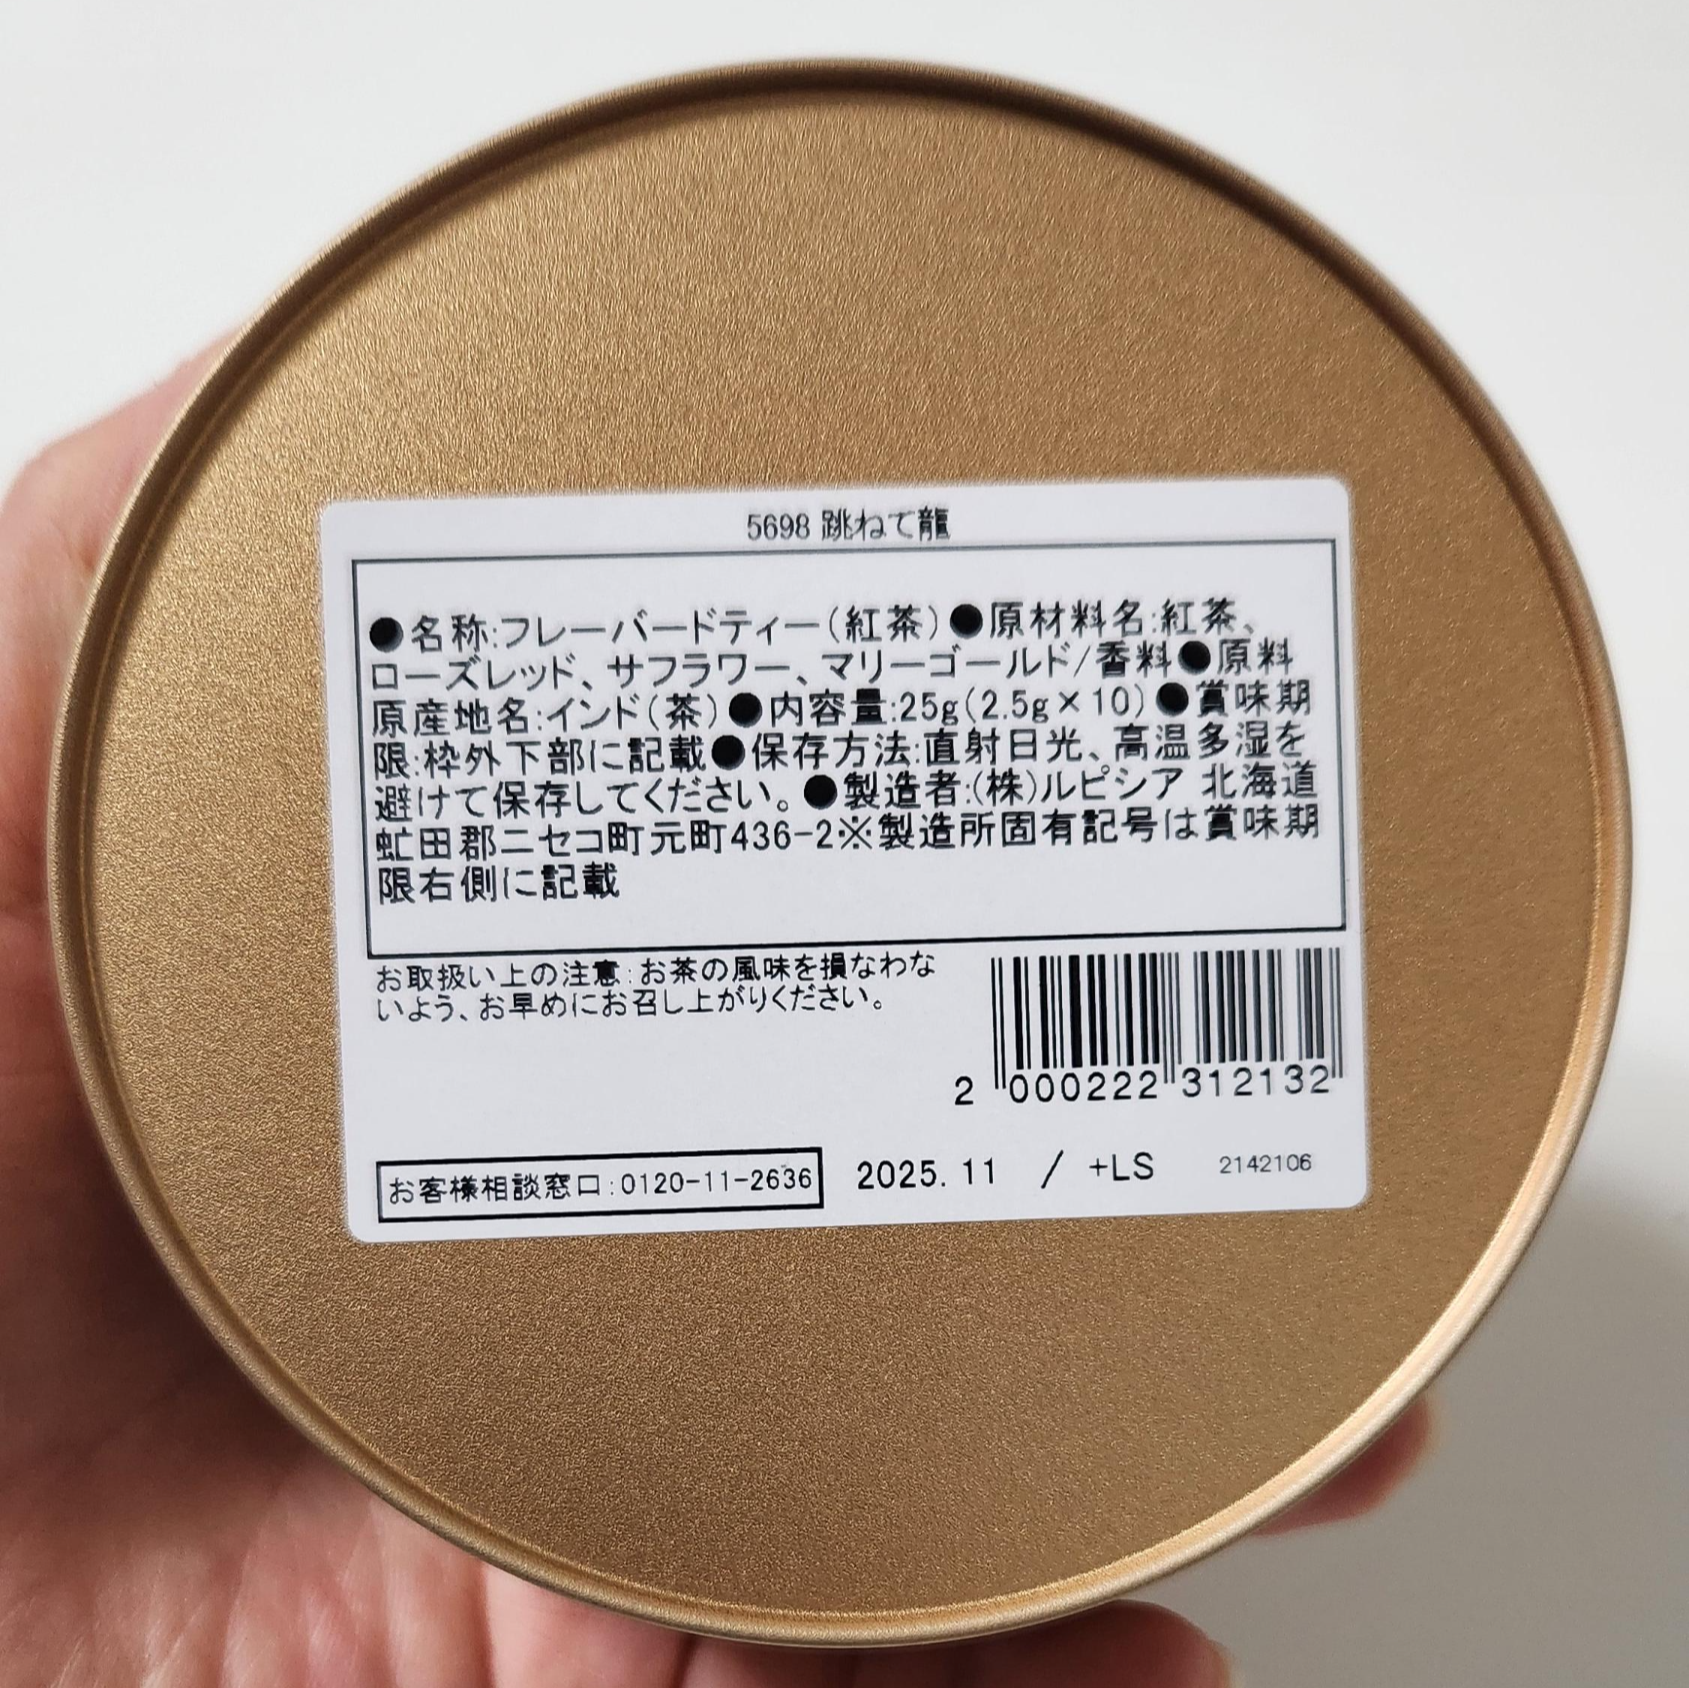 5698 跳ねて龍
●名称:フレーバードティー(紅茶)●原材料名:紅茶、
ローズレッド、サフラワー、マリーゴールド/香料●原料
原産地名:インド(茶)●内容量:25g(2.5g×10)●賞味期
限:枠外下部に記載●保存方法:直射日光、高温多湿を
避けて保存してください。●製造者:(株)ルピシア 北海道
虻田郡ニセコ町元町436-2※製造所固有記号は賞味期
限右側に記載
お取扱い上の注意:お茶の風味を損なわな
いよう、お早めにお召し上がりください。
2 000222 312132
お客様相談窓口:0120-11-2636
2025.11 / +LS 2142106